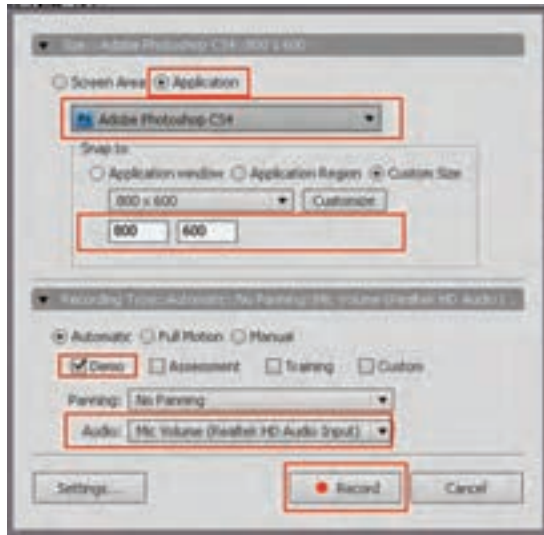 Size: Adobe Photoshop CS4: 800 x 600
Screen Area Application
Adobe Photoshop CS4
Snap to
Application window Application Region Custom Size
800 x 600 Customize
800 600
Recording Type: Automatic: No Panning: Mic Volume (Realtek HD Audio I...
Automatic Full Motion Manual
Demo Assessment Training Custom
Panning: No Panning
Audio: Mic Volume (Realtek HD Audio Input)
Settings... Record Cancel